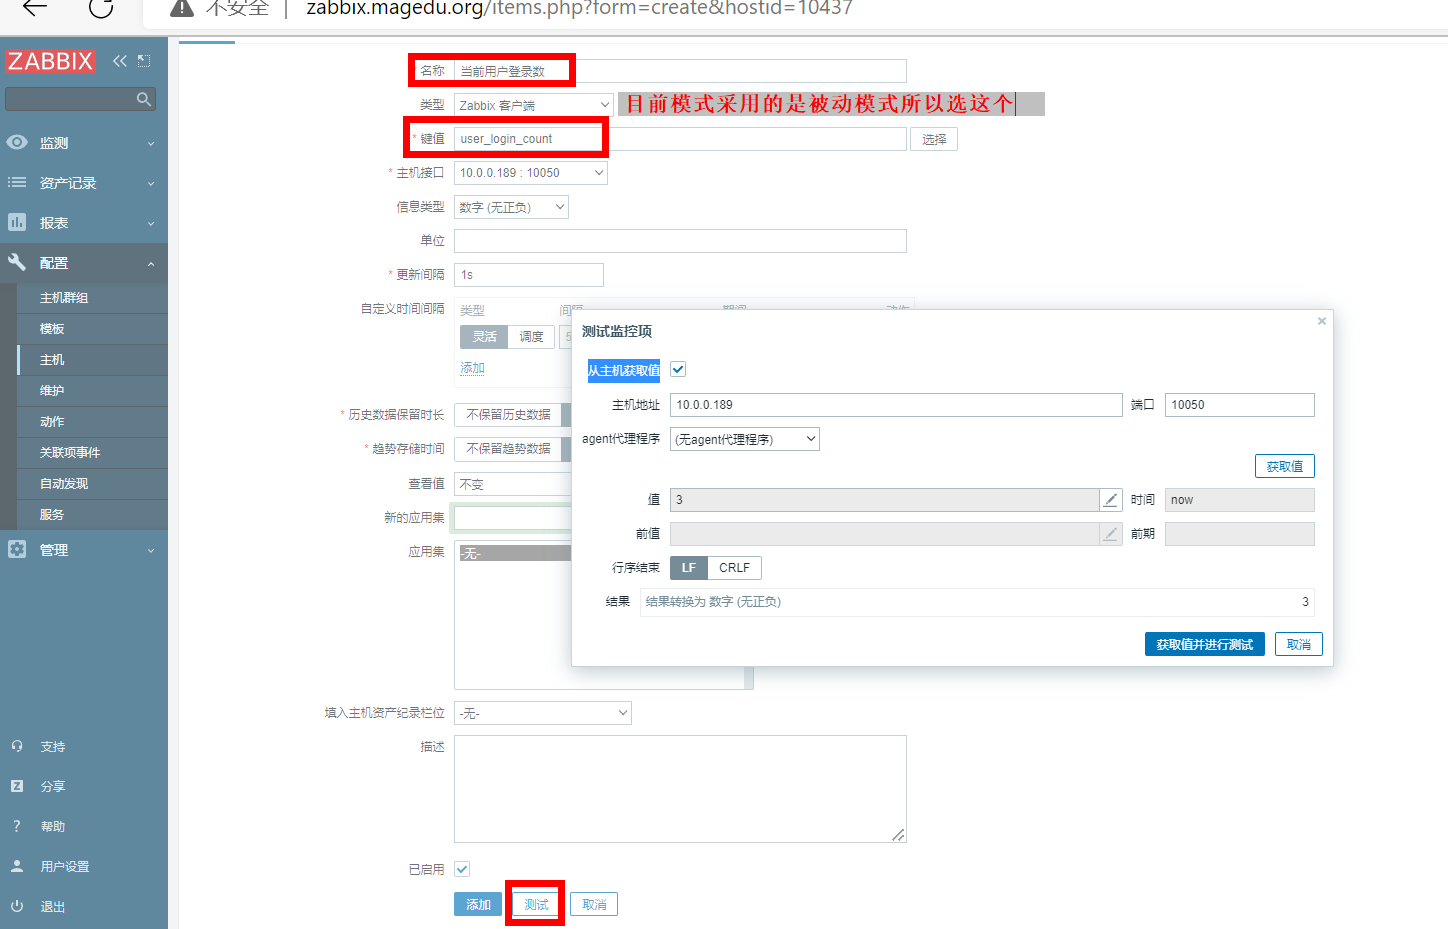 不安全 | zabbix.magedu.org/items.php?form=create&hostid=10437
ZABBIX
监测
资产记录
报表
配置
主机群组
模板
主机
维护
动作
关联项事件
自动发现
服务
管理
支持
分享
帮助
用户设置
退出
* 名称 当前用户登录数
类型 Zabbix 客户端 目前模式采用的是被动模式所以选这个
* 键值 user_login_count 选择
* 主机接口 10.0.0.189 : 10050
信息类型 数字 (无正负)
单位
* 更新间隔 1s
自定义时间间隔 类型 间隔 期间 动作
灵活 调度 5
添加
* 历史数据保留时长 不保留历史数据
* 趋势存储时间 不保留趋势数据
查看值 不变
新的应用集
应用集 -无-
填入主机资产纪录栏位 -无-
描述
已启用
添加 测试 取消
测试监控项 ×
从主机获取值
主机地址 10.0.0.189 端口 10050
agent代理程序 (无agent代理程序)
获取值
值 3 时间 now
前值 前期
行序结束 LF CRLF
结果 结果转换为 数字 (无正负) 3
获取值并进行测试 取消